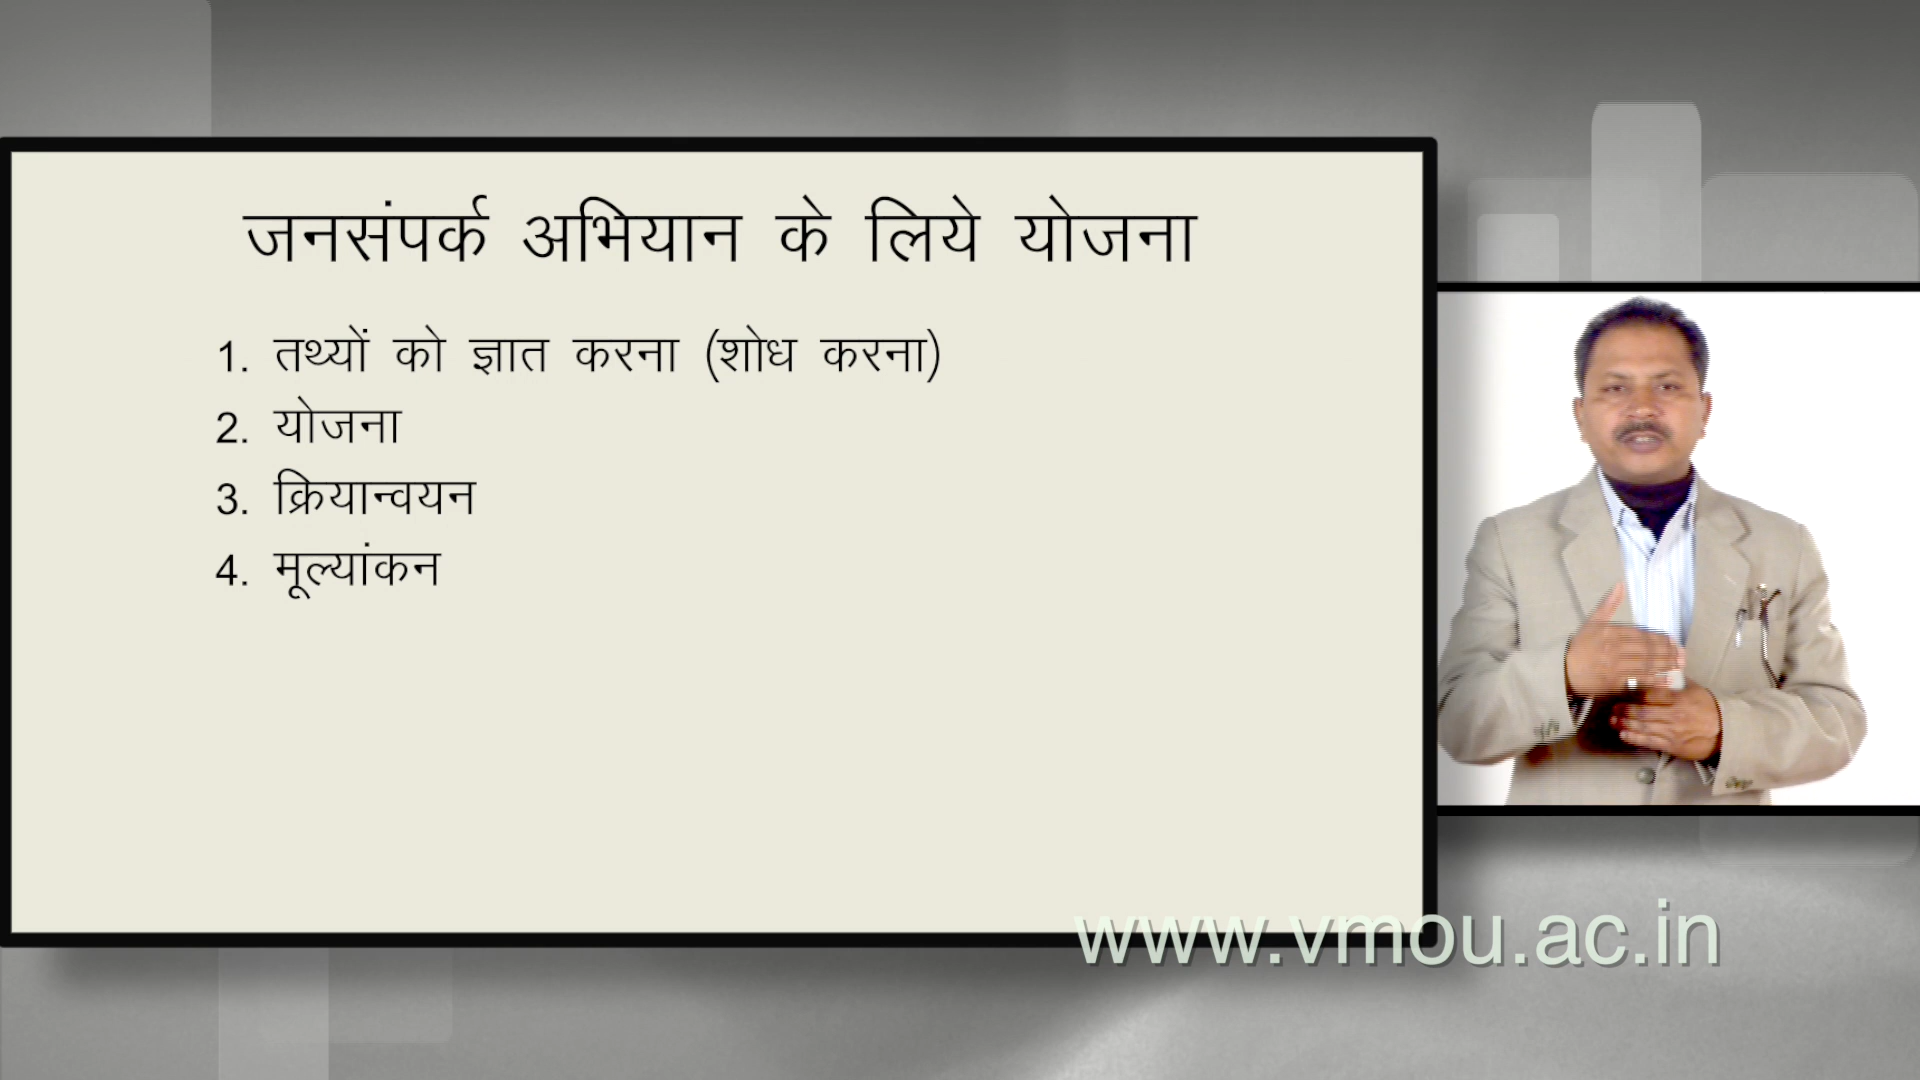 जनसंपर्क अभियान के लिये योजना
1. तथ्यों को ज्ञात करना (शोध करना)
2. योजना
3. क्रियान्वयन
4. मूल्यांकन
www.vmou.ac.in